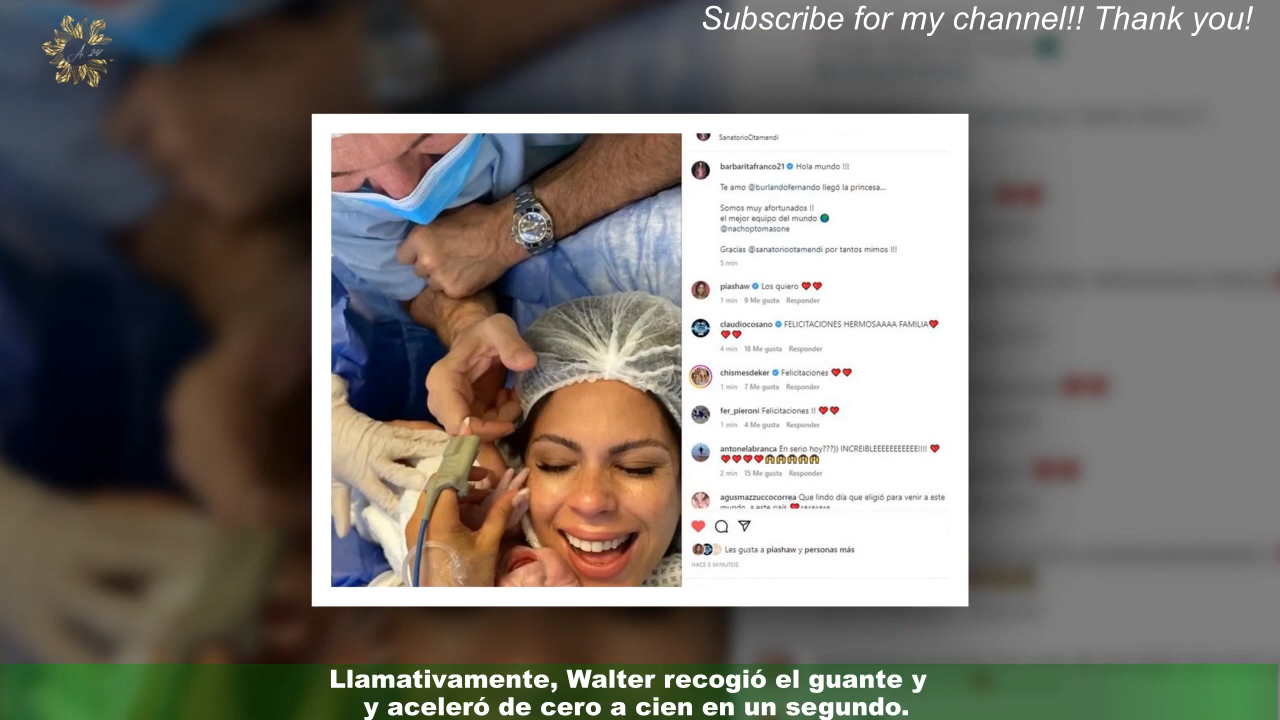 Subscribe for my channel!! Thank you!
A 24/
SanatorioOtamendi
barbaritafranco21 Hola mundo !!!
Te amo @burlandofernando llegó la princesa...
Somos muy afortunados !!
el mejor equipo del mundo
@nachoptomasone
Gracias @sanatoriootamendi por tantos mimos !!!
5 min
piashaw Los quiero
1 min 9 Me gusta Responder
claudiocosano FELICITACIONES HERMOSAAAA FAMILIA
4 min 18 Me gusta Responder
chismesdeker Felicitaciones
1 min 7 Me gusta Responder
fer_pieroni Felicitaciones !!
1 min 4 Me gusta Responder
antonelabranca En serio hoy???)) INCREIBLEEEEEEEEEEE!!!!
2 min 15 Me gusta Responder
agusmazzuccocorrea Que lindo día que eligió para venir a este
mundo, a este país
Les gusta a piashaw y personas más
HACE 5 MINUTOS
Llamativamente, Walter recogió el guante y
y aceleró de cero a cien en un segundo.